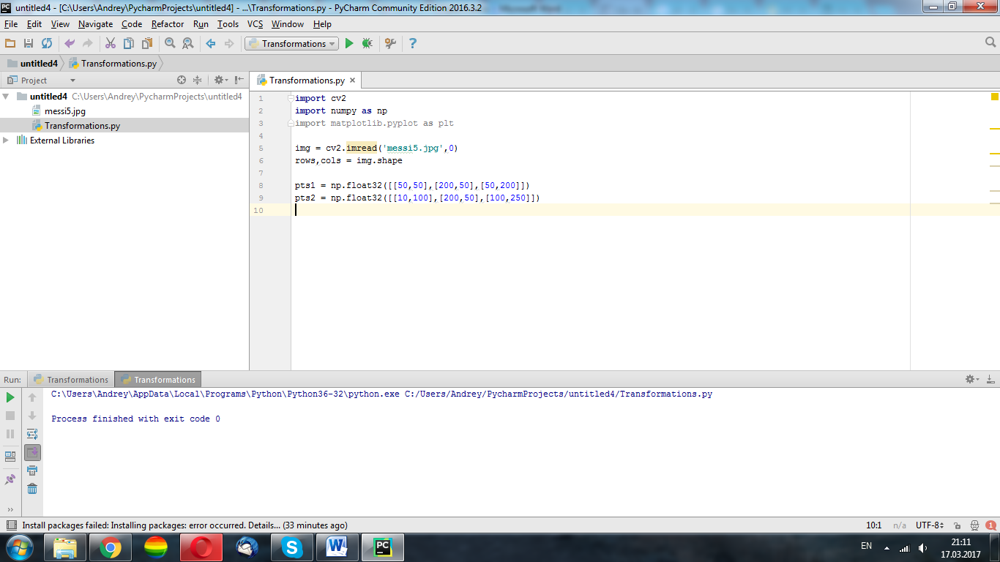 untitled4 - [C:\Users\Andrey\PycharmProjects\untitled4] - ...\Transformations.py - PyCharm Community Edition 2016.3.2
File Edit View Navigate Code Refactor Run Tools VCS Window Help
Transformations
untitled4 Transformations.py
Project
Transformations.py
untitled4 C:\Users\Andrey\PycharmProjects\untitled4
messi5.jpg
Transformations.py
External Libraries
1 import cv2
2 import numpy as np
3 import matplotlib.pyplot as plt
4
5 img = cv2.imread('messi5.jpg',0)
6 rows,cols = img.shape
7
8 pts1 = np.float32([[50,50],[200,50],[50,200]])
9 pts2 = np.float32([[10,100],[200,50],[100,250]])
10
Run: Transformations Transformations
C:\Users\Andrey\AppData\Local\Programs\Python\Python36-32\python.exe C:/Users/Andrey/PycharmProjects/untitled4/Transformations.py
Process finished with exit code 0
Install packages failed: Installing packages: error occurred. Details... (33 minutes ago)
10:1 n/a UTF-8 1
EN
21:11
17.03.2017